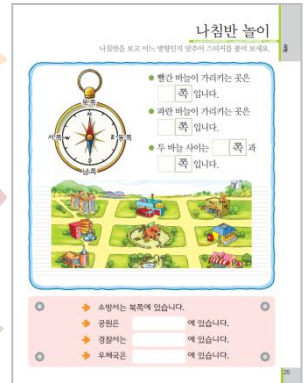 나침반 놀이
나침반을 보고 어느 방향인지 맞추어 스티커를 붙여 보세요.
빨간 바늘이 가리키는 곳은
쪽 입니다.
파란 바늘이 가리키는 곳은
쪽 입니다.
두 바늘 사이는 쪽 과
쪽 입니다.
북쪽
서쪽
동쪽
남쪽
소방서는 북쪽에 있습니다.
공원은 에 있습니다.
경찰서는 에 있습니다.
우체국은 에 있습니다.